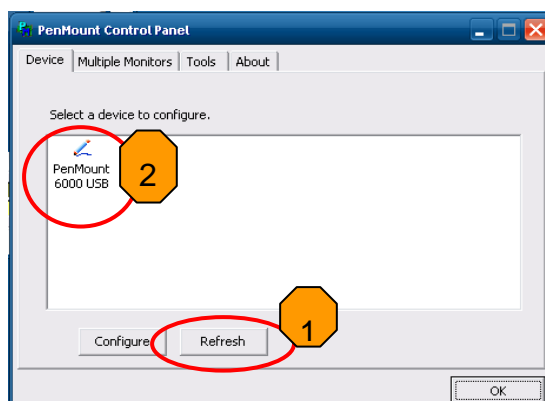 PenMount Control Panel
Device Multiple Monitors Tools About
Select a device to configure.
PenMount
6000 USB
2
Configure Refresh
1
OK